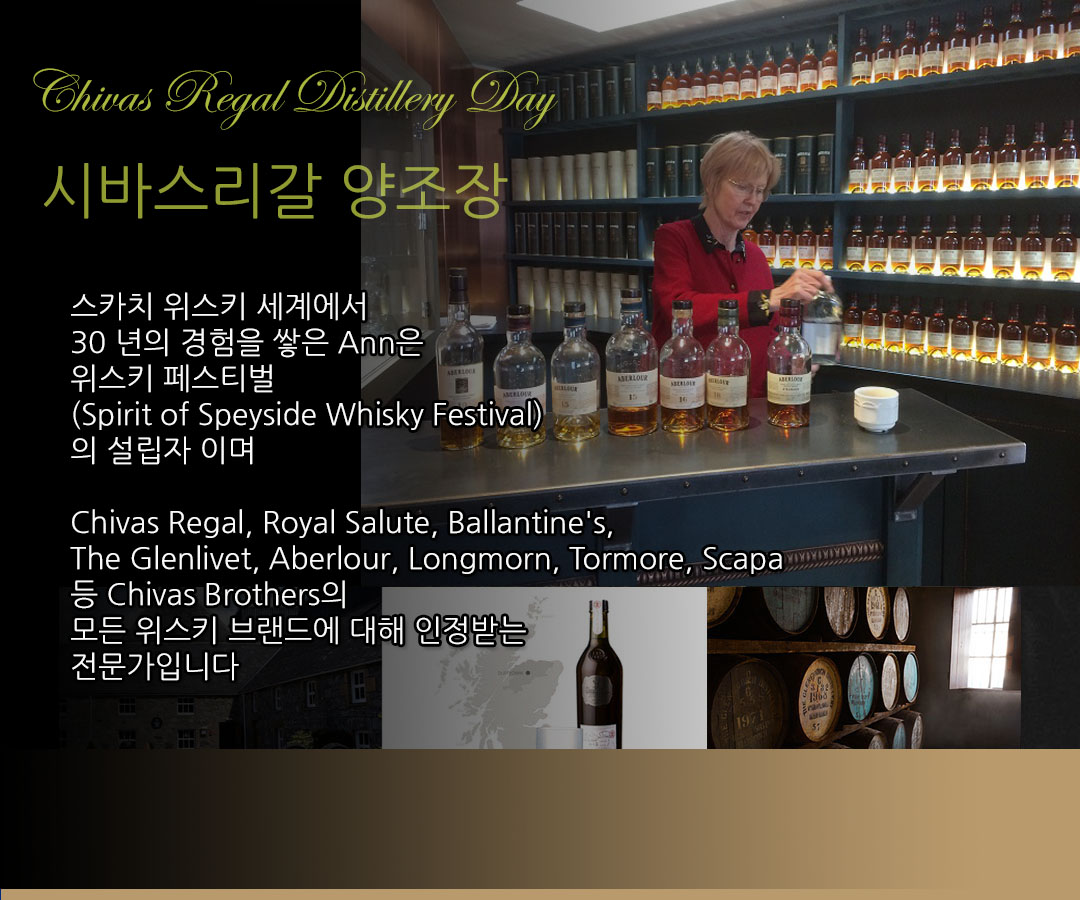 Chivas Regal Distillery Day
시바스리갈 양조장
스카치 위스키 세계에서
30 년의 경험을 쌓은 Ann은
위스키 페스티벌
(Spirit of Speyside Whisky Festival)
의 설립자 이며
Chivas Regal, Royal Salute, Ballantine's,
The Glenlivet, Aberlour, Longmorn, Tormore, Scapa
등 Chivas Brothers의
모든 위스키 브랜드에 대해 인정받는
전문가입니다
ABERLOUR
ABERLOUR
15
ABERLOUR
16